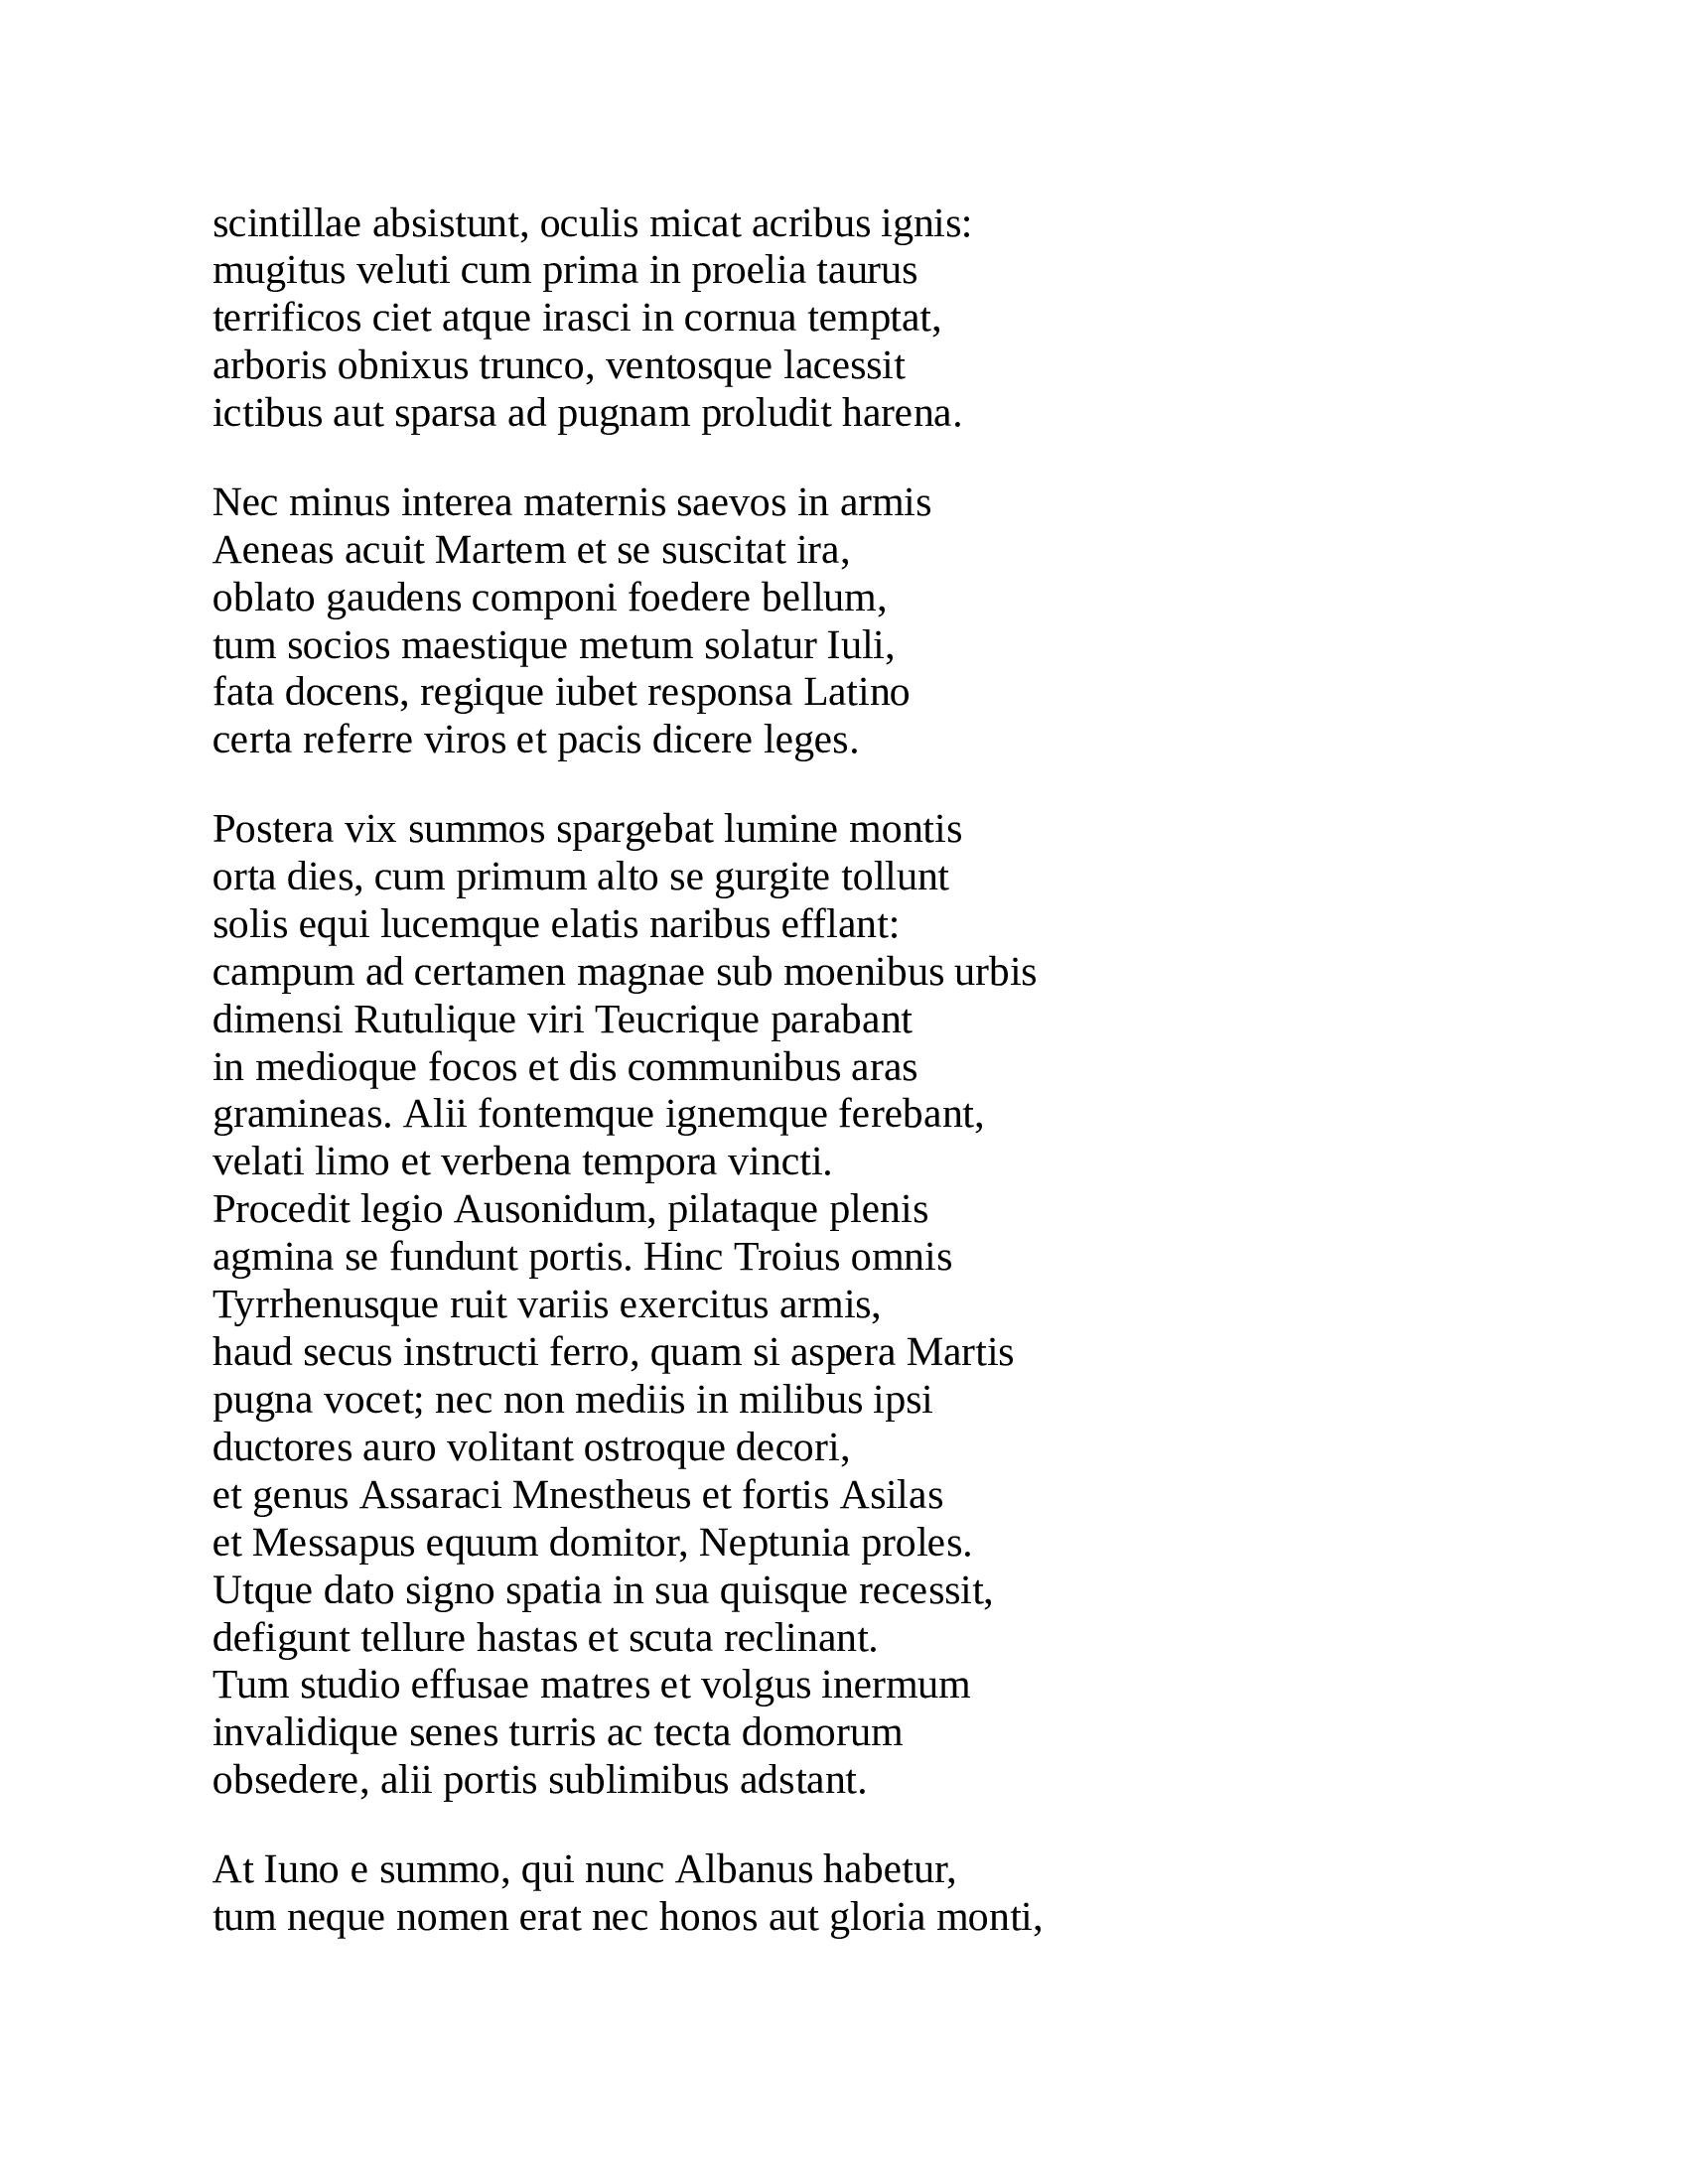 scintillae absistunt, oculis micat acribus ignis:
mugitus veluti cum prima in proelia taurus
terrificos ciet atque irasci in cornua temptat,
arboris obnixus trunco, ventosque lacessit
ictibus aut sparsa ad pugnam proludit harena.

Nec minus interea maternis saevos in armis
Aeneas acuit Martem et se suscitat ira,
oblato gaudens componi foedere bellum,
tum socios maestique metum solatur Iuli,
fata docens, regique iubet responsa Latino
certa referre viros et pacis dicere leges.

Postera vix summos spargebat lumine montis
orta dies, cum primum alto se gurgite tollunt
solis equi lucemque elatis naribus efflant:
campum ad certamen magnae sub moenibus urbis
dimensi Rutulique viri Teucrique parabant
in medioque focos et dis communibus aras
gramineas. Alii fontemque ignemque ferebant,
velati limo et verbena tempora vincti.
Procedit legio Ausonidum, pilataque plenis
agmina se fundunt portis. Hinc Troius omnis
Tyrrhenusque ruit variis exercitus armis,
haud secus instructi ferro, quam si aspera Martis
pugna vocet; nec non mediis in milibus ipsi
ductores auro volitant ostroque decori,
et genus Assaraci Mnestheus et fortis Asilas
et Messapus equum domitor, Neptunia proles.
Utque dato signo spatia in sua quisque recessit,
defigunt tellure hastas et scuta reclinant.
Tum studio effusae matres et volgus inermum
invalidique senes turris ac tecta domorum
obsedere, alii portis sublimibus adstant.

At Iuno e summo, qui nunc Albanus habetur,
tum neque nomen erat nec honos aut gloria monti,